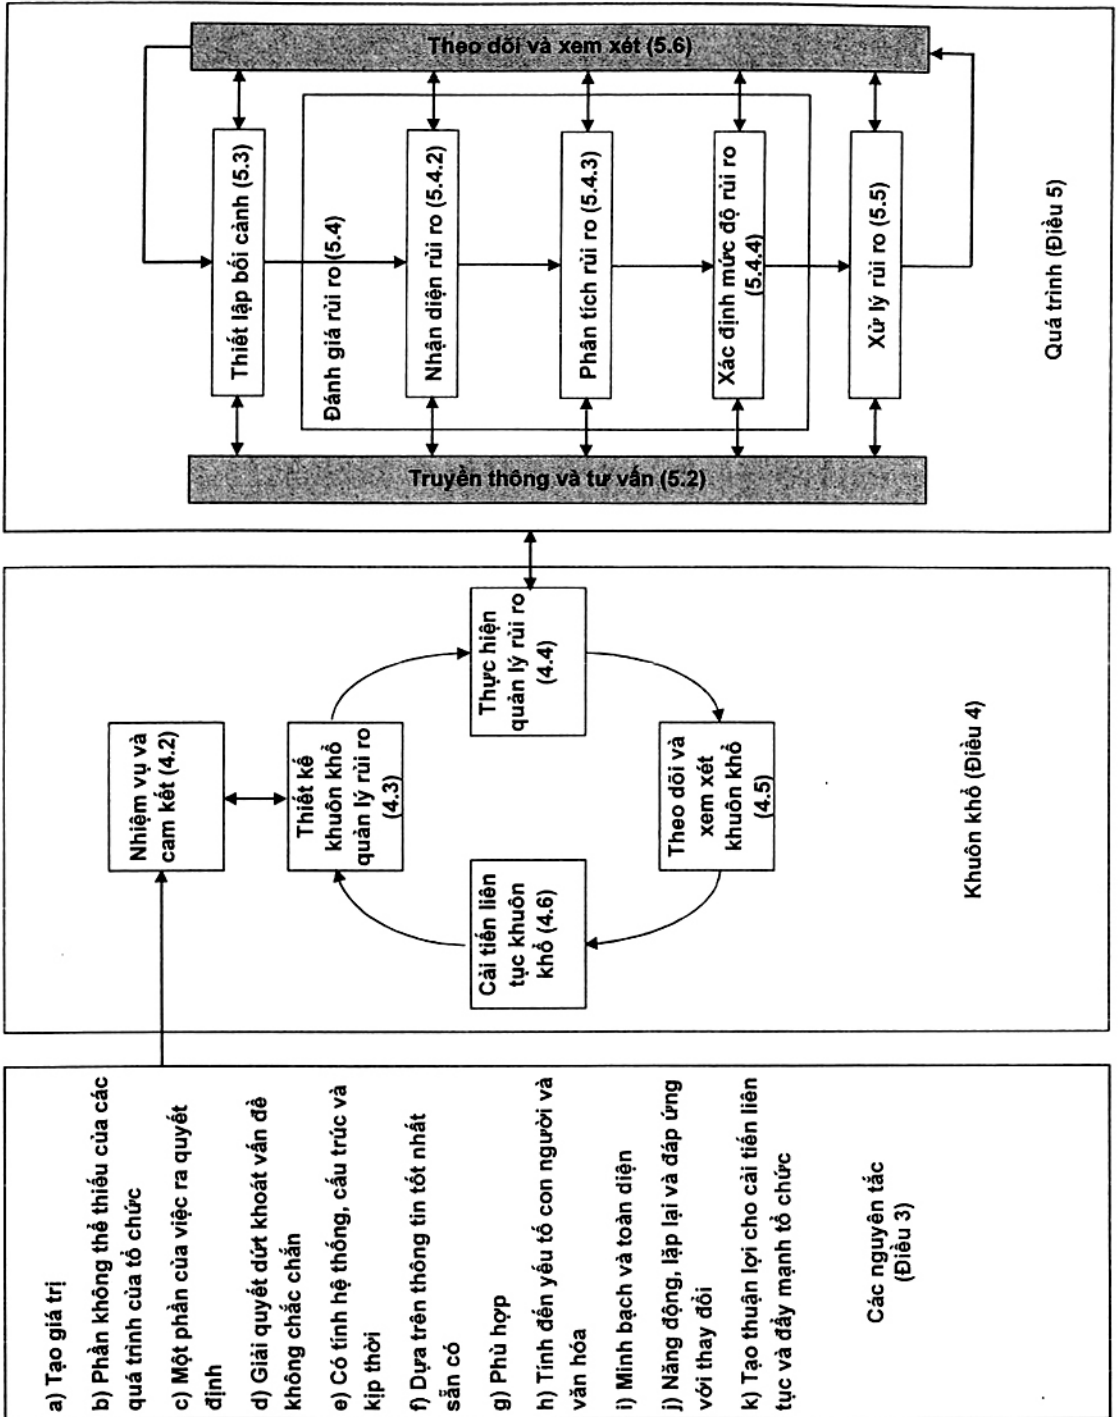 a) Tạo giá trị
b) Phần không thể thiếu của các
quá trình của tổ chức
c) Một phần của việc ra quyết
định
d) Giải quyết dứt khoát vấn đề
không chắc chắn
e) Có tính hệ thống, cấu trúc và
kịp thời
f) Dựa trên thông tin tốt nhất
sẵn có
g) Phù hợp
h) Tính đến yếu tố con người và
văn hóa
i) Minh bạch và toàn diện
j) Năng động, lặp lại và đáp ứng
với thay đổi
k) Tạo thuận lợi cho cải tiến liên
tục và đẩy mạnh tổ chức
Các nguyên tắc
(Điều 3)
Nhiệm vụ và
cam kết (4.2)
Thiết kế
khuôn khổ
quản lý rủi ro
(4.3)
Thực hiện
quản lý rủi ro
(4.4)
Theo dõi và
xem xét
khuôn khổ
(4.5)
Cải tiến liên
tục khuôn
khổ (4.6)
Khuôn khổ (Điều 4)
Truyền thông và tư vấn (5.2)
Thiết lập bối cảnh (5.3)
Đánh giá rủi ro (5.4)
Nhận diện rủi ro (5.4.2)
Phân tích rủi ro (5.4.3)
Xác định mức độ rủi ro
(5.4.4)
Xử lý rủi ro (5.5)
Theo dõi và xem xét (5.6)
Quá trình (Điều 5)